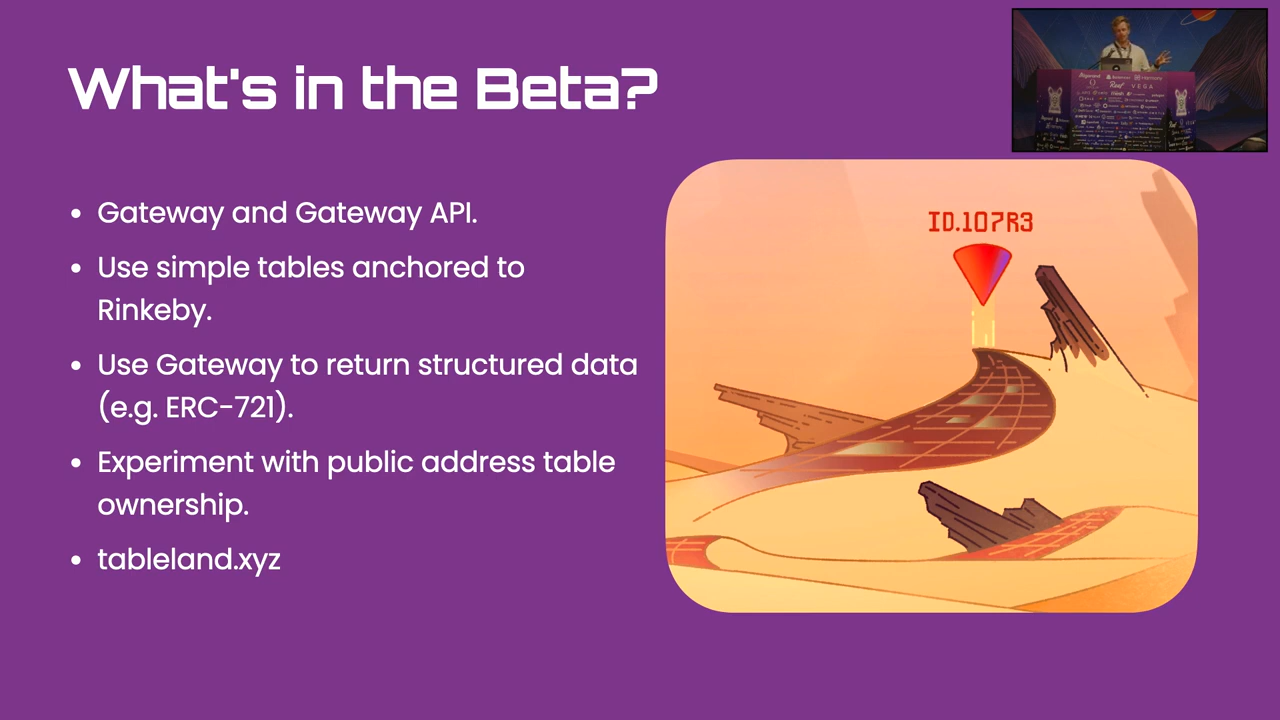 What's in the Beta?
• Gateway and Gateway API.
• Use simple tables anchored to
Rinkeby.
• Use Gateway to return structured data
(e.g. ERC-721).
• Experiment with public address table
ownership.
• tableland.xyz
ID.107R3
Harmony
VEGA